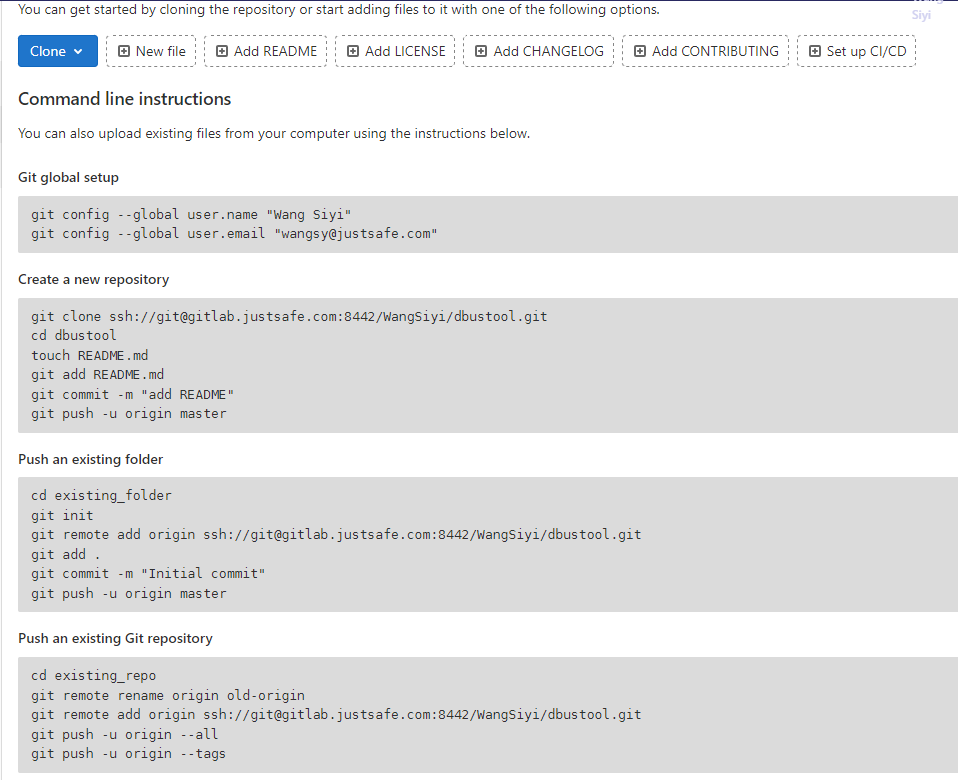 You can get started by cloning the repository or start adding files to it with one of the following options.
Siyi
Clone
New file
Add README
Add LICENSE
Add CHANGELOG
Add CONTRIBUTING
Set up CI/CD
Command line instructions
You can also upload existing files from your computer using the instructions below.
Git global setup
git config --global user.name "Wang Siyi"
git config --global user.email "wangsy@justsafe.com"
Create a new repository
git clone ssh://git@gitlab.justsafe.com:8442/WangSiyi/dbustool.git
cd dbustool
touch README.md
git add README.md
git commit -m "add README"
git push -u origin master
Push an existing folder
cd existing_folder
git init
git remote add origin ssh://git@gitlab.justsafe.com:8442/WangSiyi/dbustool.git
git add .
git commit -m "Initial commit"
git push -u origin master
Push an existing Git repository
cd existing_repo
git remote rename origin old-origin
git remote add origin ssh://git@gitlab.justsafe.com:8442/WangSiyi/dbustool.git
git push -u origin --all
git push -u origin --tags